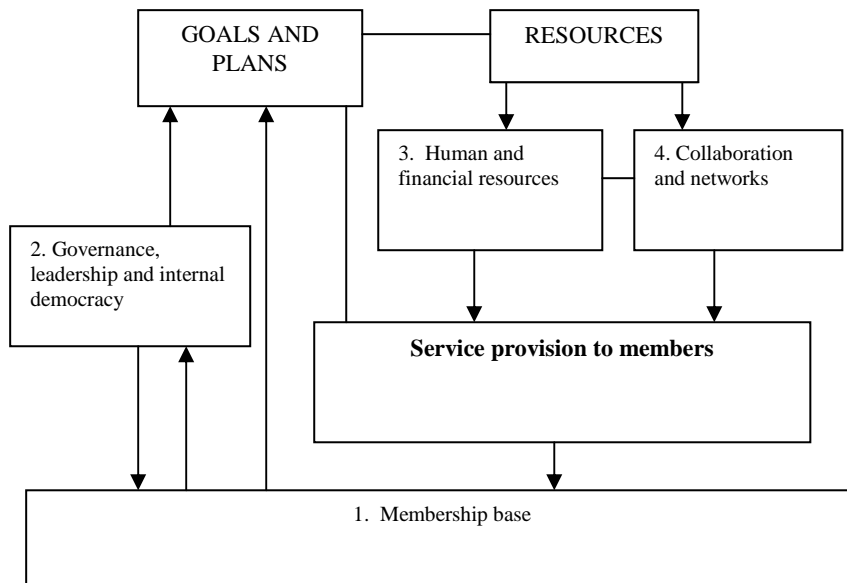 GOALS AND
PLANS
RESOURCES
3. Human and
financial resources
4. Collaboration
and networks
2. Governance,
leadership and internal
democracy
Service provision to members
1. Membership base